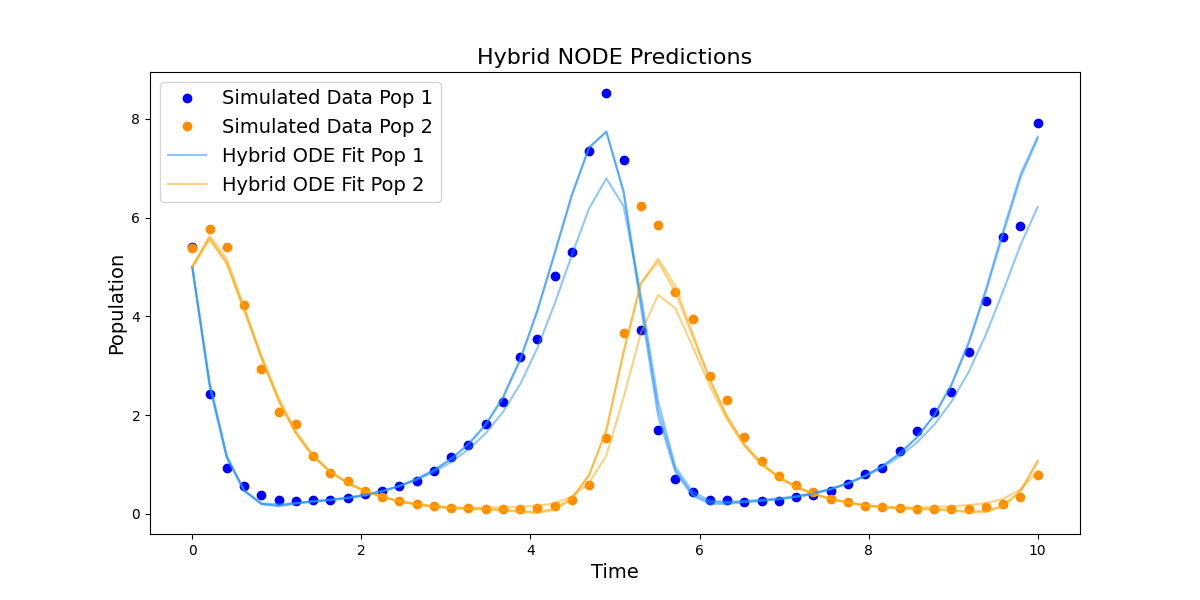 Hybrid NODE Predictions
Simulated Data Pop 1
Simulated Data Pop 2
Hybrid ODE Fit Pop 1
Hybrid ODE Fit Pop 2
Population
8
6
4
2
0
0 2 4 6 8 10
Time